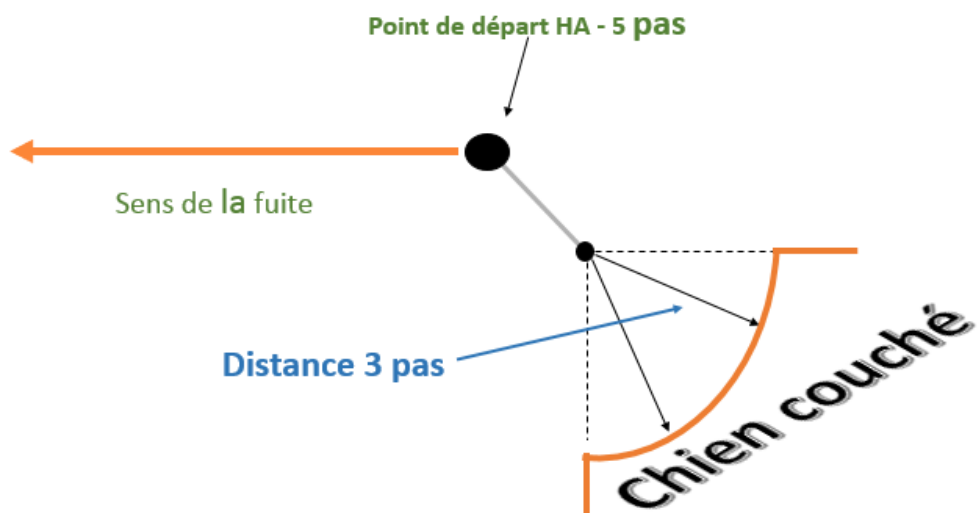 Point de départ HA - 5 pas
Sens de la fuite
Distance 3 pas
Chien couché